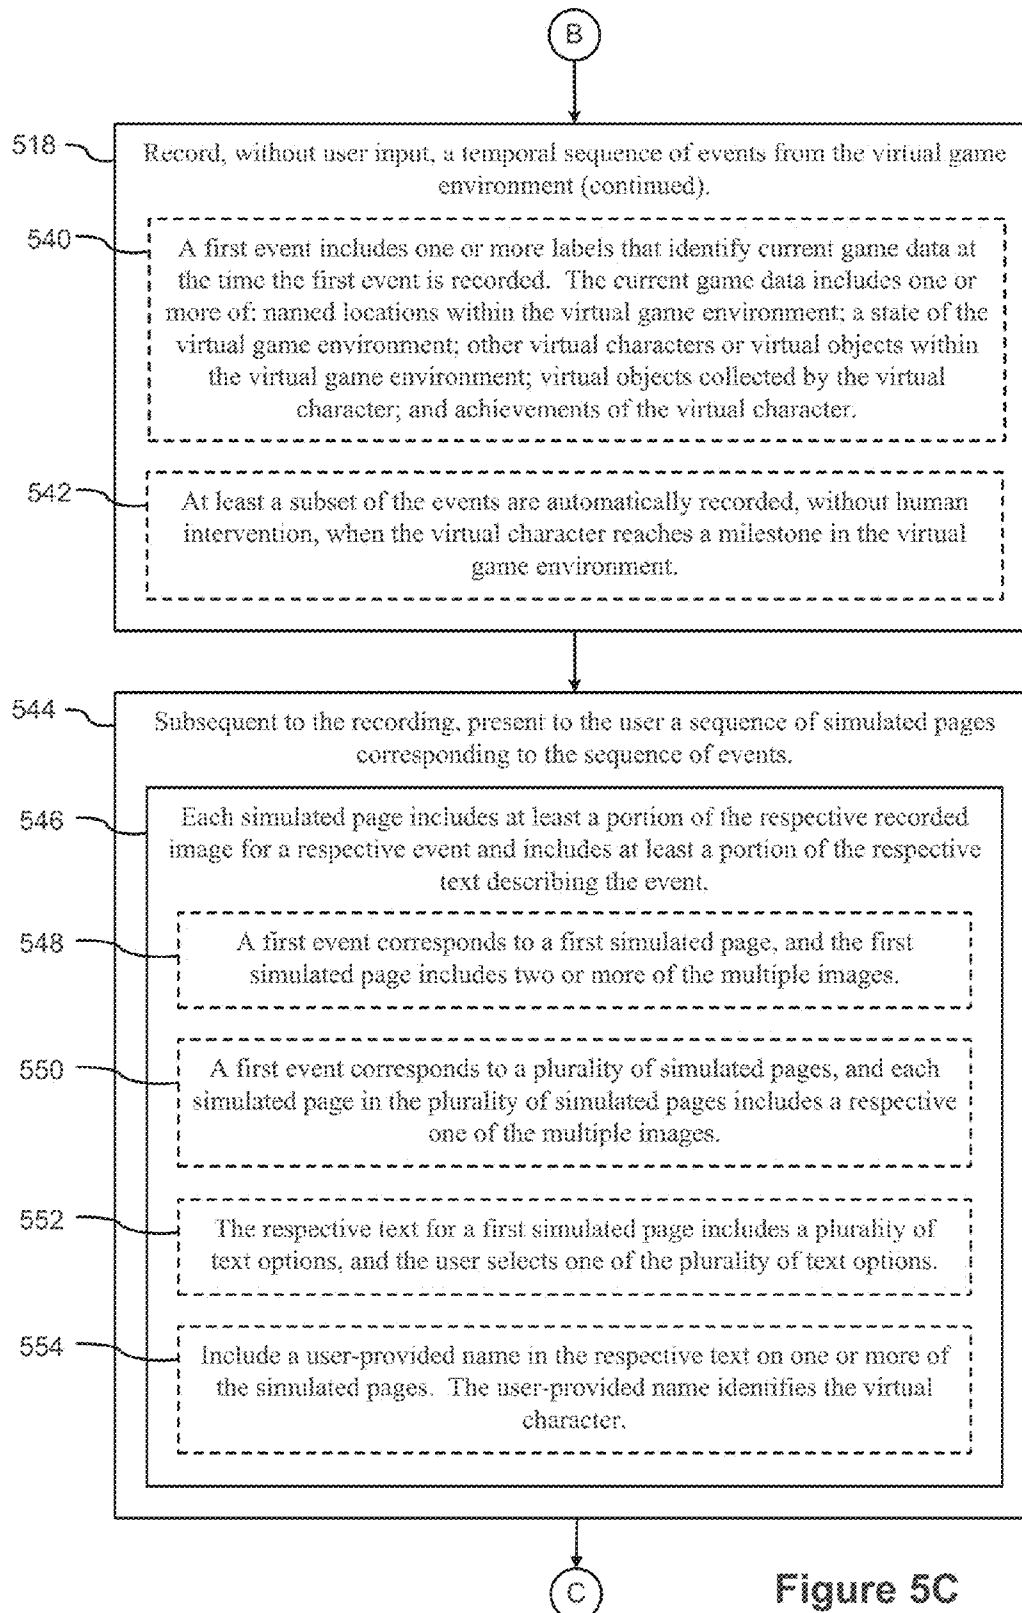 B
518
Record, without user input, a temporal sequence of events from the virtual game
environment (continued).
540
A first event includes one or more labels that identify current game data at
the time the first event is recorded. The current game data includes one or
more of: named locations within the virtual game environment; a state of the
virtual game environment; other virtual characters or virtual objects within
the virtual game environment; virtual objects collected by the virtual
character; and achievements of the virtual character.
542
At least a subset of the events are automatically recorded, without human
intervention, when the virtual character reaches a milestone in the virtual
game environment.
544
Subsequent to the recording, present to the user a sequence of simulated pages
corresponding to the sequence of events.
546
Each simulated page includes at least a portion of the respective recorded
image for a respective event and includes at least a portion of the respective
text describing the event.
548
A first event corresponds to a first simulated page, and the first
simulated page includes two or more of the multiple images.
550
A first event corresponds to a plurality of simulated pages, and each
simulated page in the plurality of simulated pages includes a respective
one of the multiple images.
552
The respective text for a first simulated page includes a plurality of
text options, and the user selects one of the plurality of text options.
554
Include a user-provided name in the respective text on one or more of
the simulated pages. The user-provided name identifies the virtual
character.
C
Figure 5C